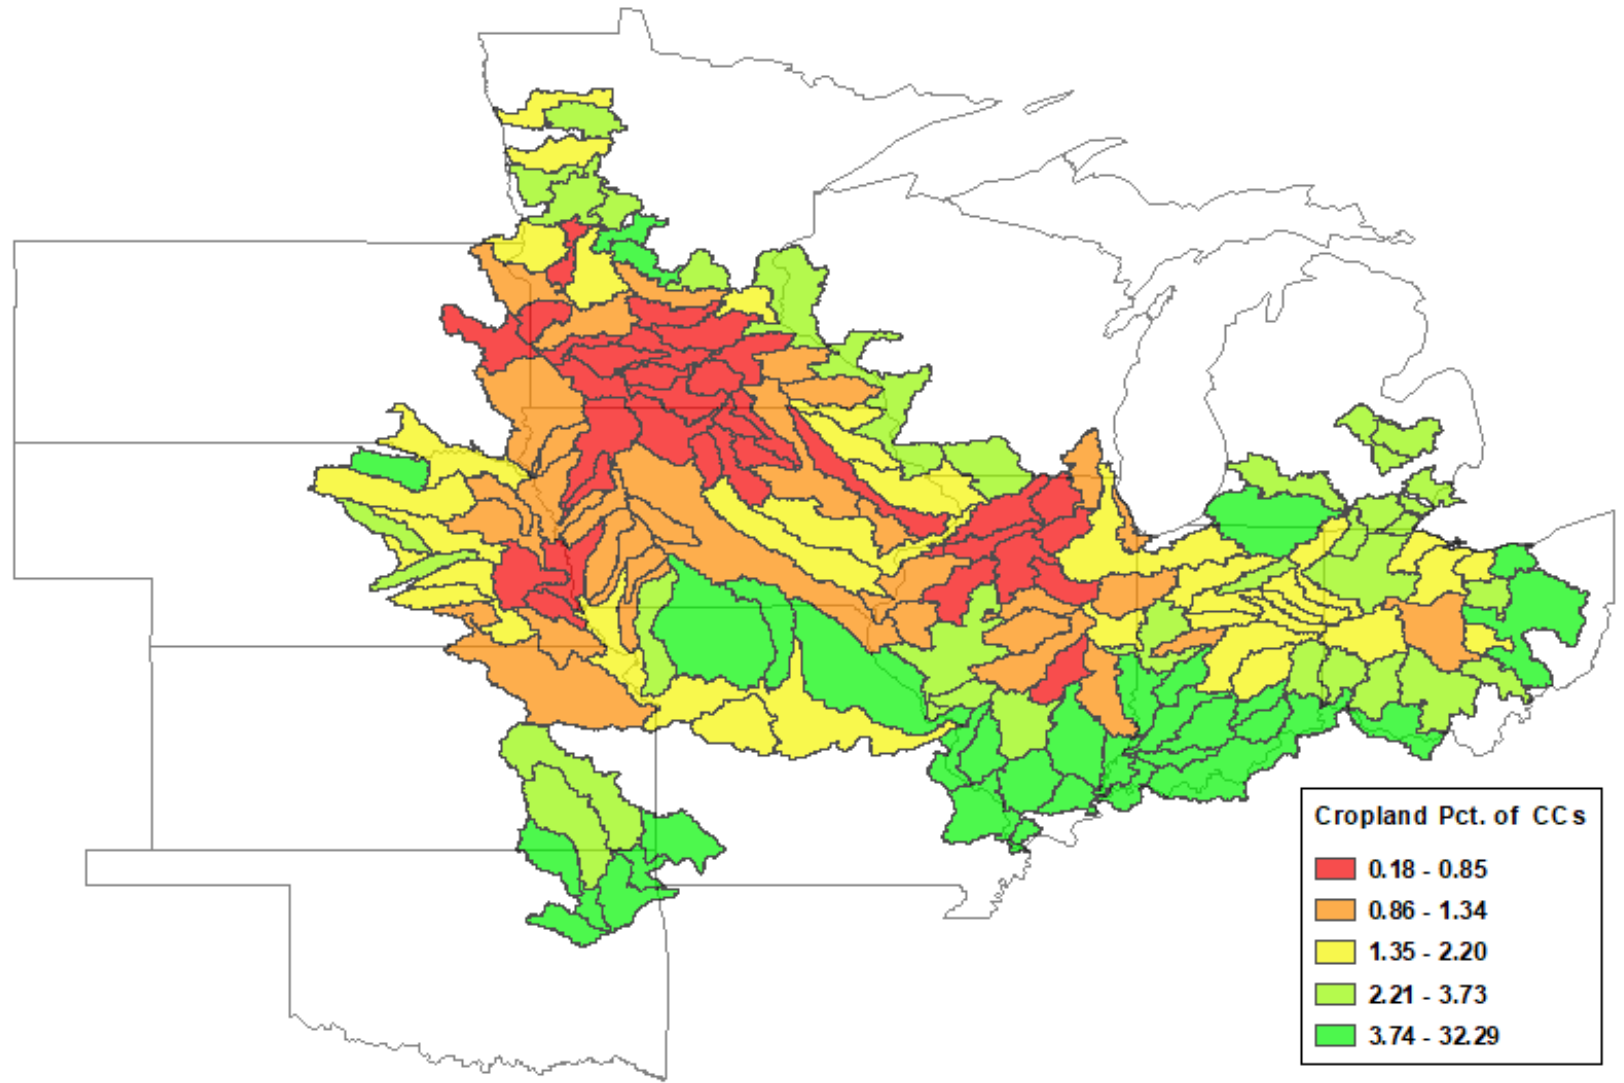 Cropland Pct. of CCs
0.18 - 0.85
0.86 - 1.34
1.35 - 2.20
2.21 - 3.73
3.74 - 32.29